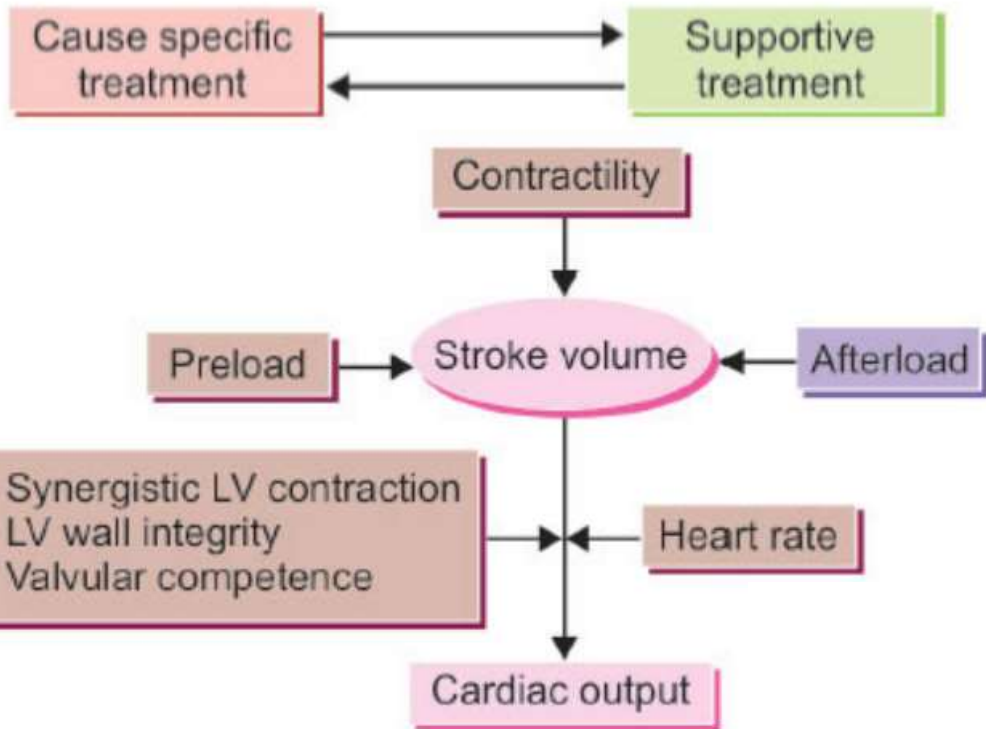 Cause specific
treatment
Supportive
treatment
Contractility
Preload
Stroke volume
Afterload
Synergistic LV contraction
LV wall integrity
Valvular competence
Heart rate
Cardiac output